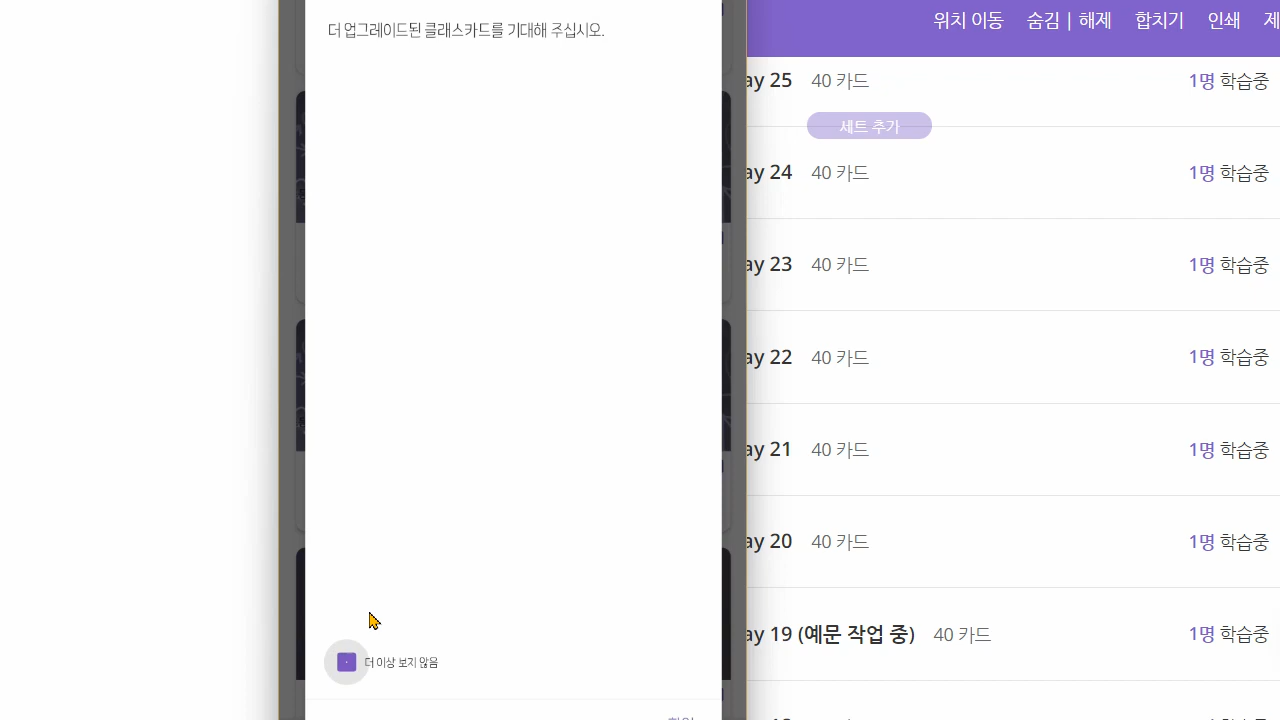 더 업그레이드된 클래스카드를 기대해 주십시오.
더 이상 보지 않음
위치 이동 숨김 | 해제 합치기 인쇄
ay 25 40 카드 1명 학습중
세트 추가
ay 24 40 카드 1명 학습중
ay 23 40 카드 1명 학습중
ay 22 40 카드 1명 학습중
ay 21 40 카드 1명 학습중
ay 20 40 카드 1명 학습중
ay 19 (예문 작업 중) 40 카드 1명 학습중